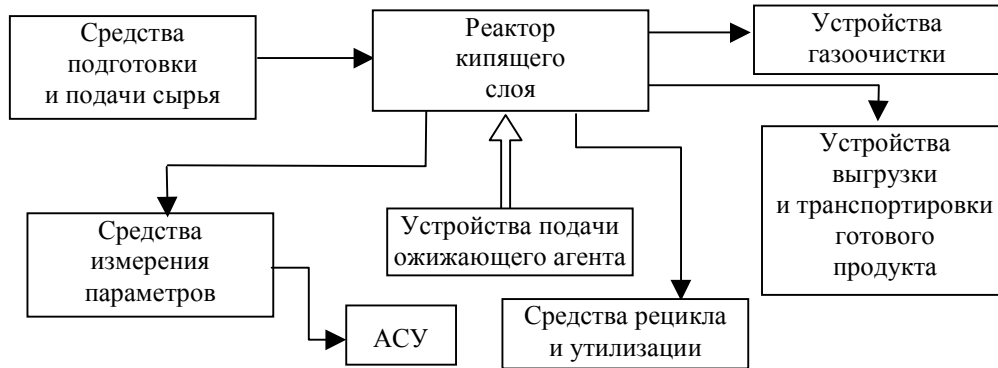 Средства
подготовки
и подачи сырья
Реактор
кипящего
слоя
Устройства
газоочистки
Устройства
выгрузки
и транспортировки
готового
продукта
Средства
измерения
параметров
Устройства подачи
ожижающего агента
АСУ
Средства рецикла
и утилизации